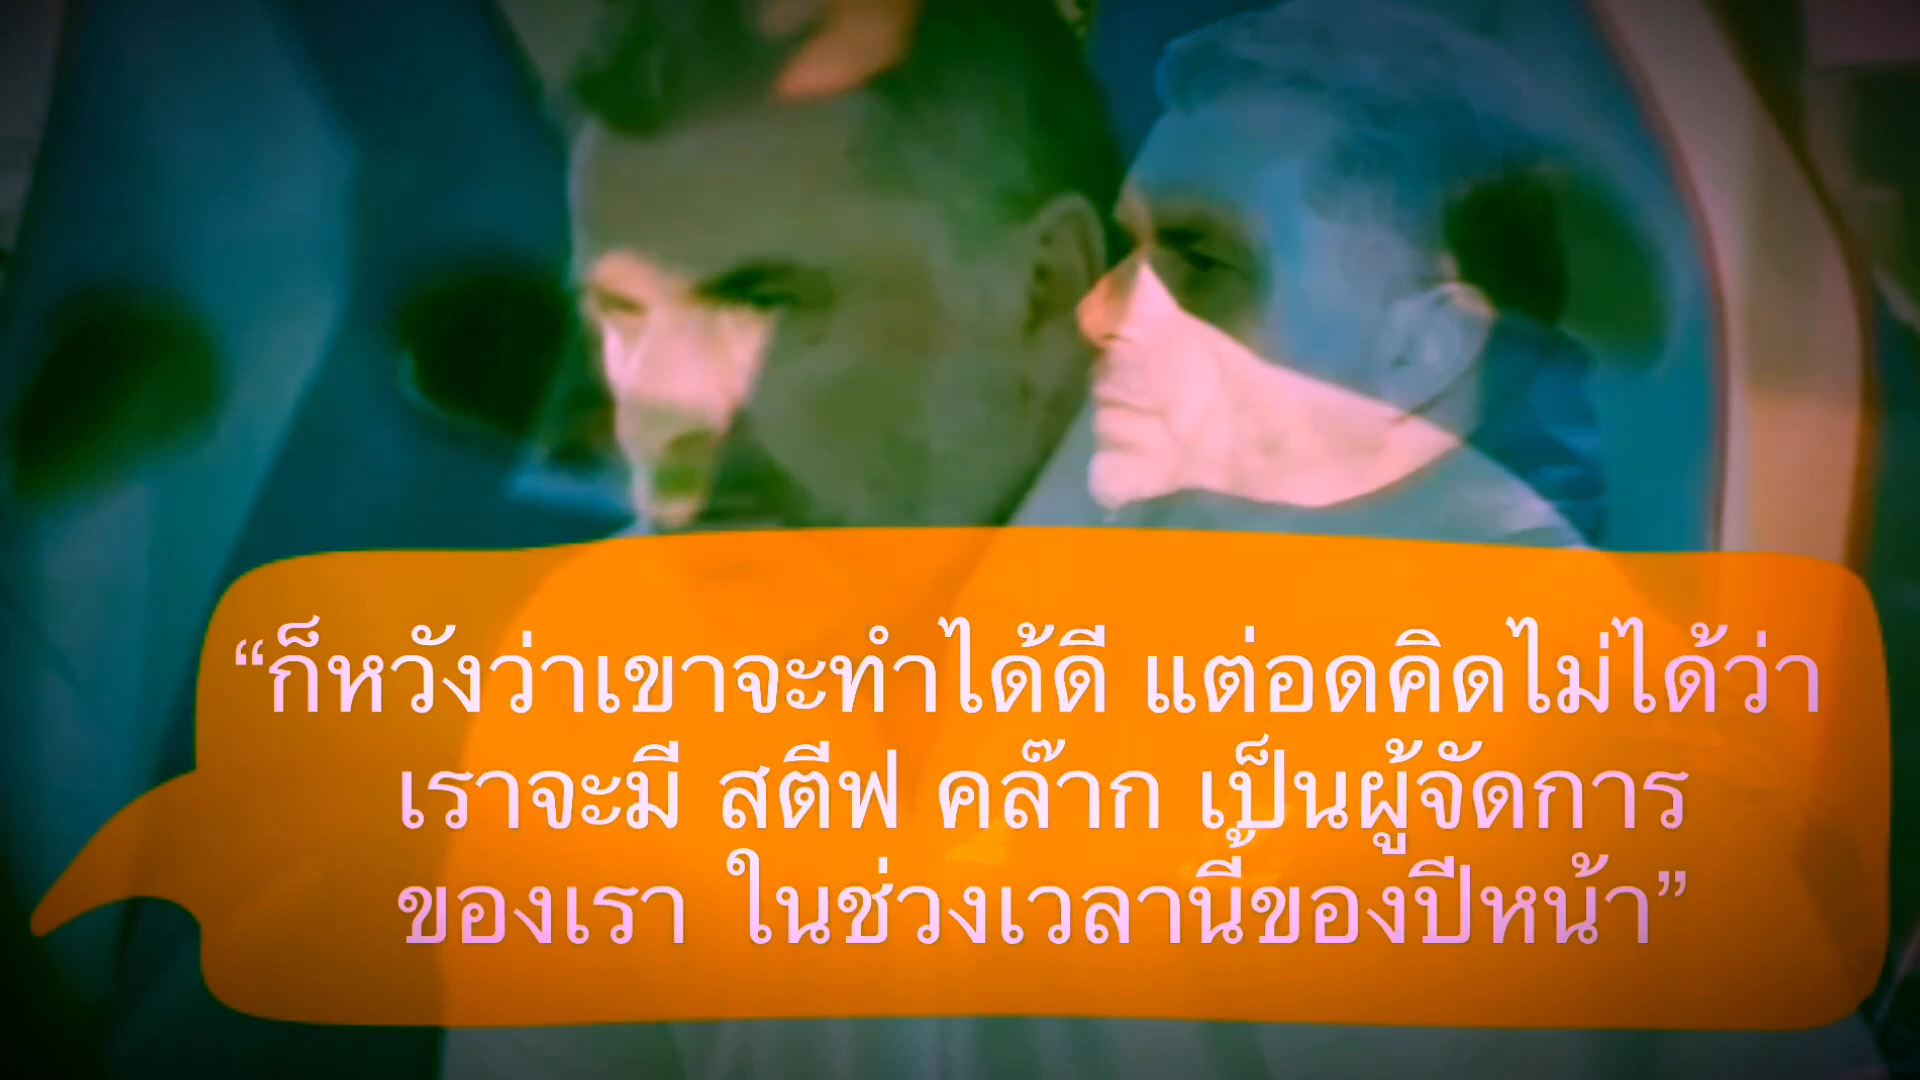 “ก็หวังว่าเขาจะทำได้ดี แต่อดคิดไม่ได้ว่า
เราจะมี สตีฟ คล๊าก เป็นผู้จัดการ
ของเรา ในช่วงเวลานี้ของปีหน้า”